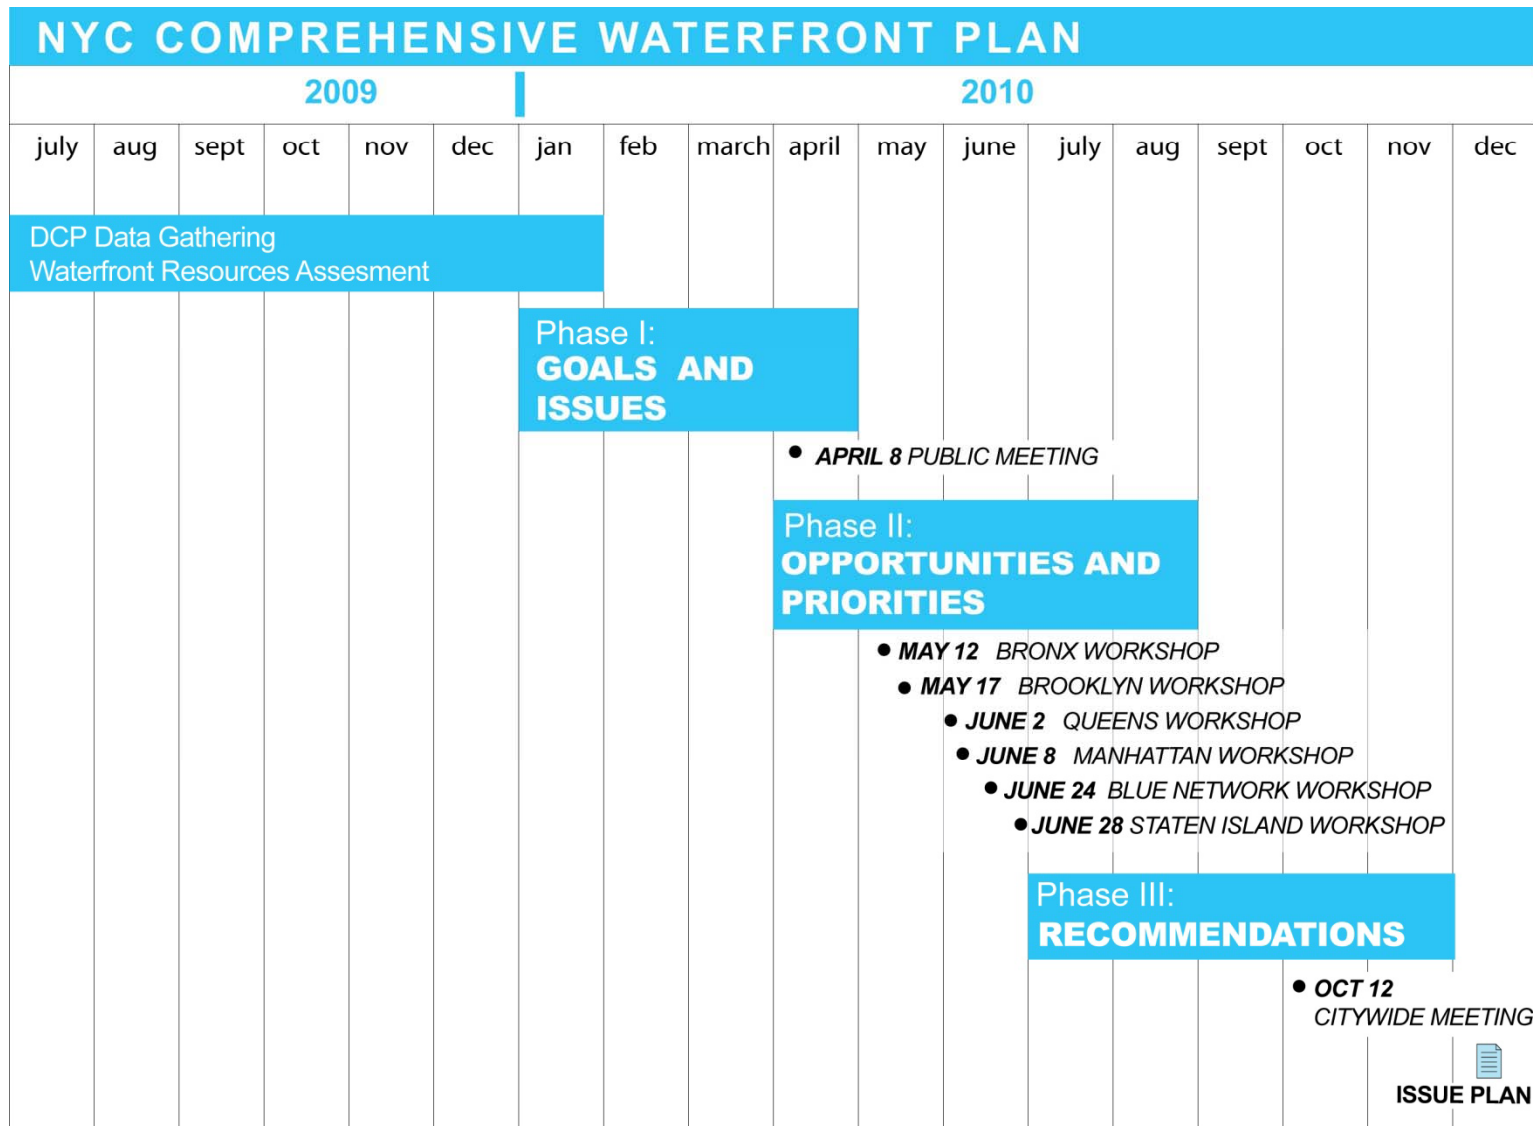 NYC COMPREHENSIVE WATERFRONT PLAN
2009 2010
july aug sept oct nov dec jan feb march april may june july aug sept oct nov dec
DCP Data Gathering
Waterfront Resources Assesment
Phase I:
GOALS AND
ISSUES
APRIL 8 PUBLIC MEETING
Phase II:
OPPORTUNITIES AND
PRIORITIES
MAY 12 BRONX WORKSHOP
MAY 17 BROOKLYN WORKSHOP
JUNE 2 QUEENS WORKSHOP
JUNE 8 MANHATTAN WORKSHOP
JUNE 24 BLUE NETWORK WORKSHOP
JUNE 28 STATEN ISLAND WORKSHOP
Phase III:
RECOMMENDATIONS
OCT 12
CITYWIDE MEETING
ISSUE PLAN